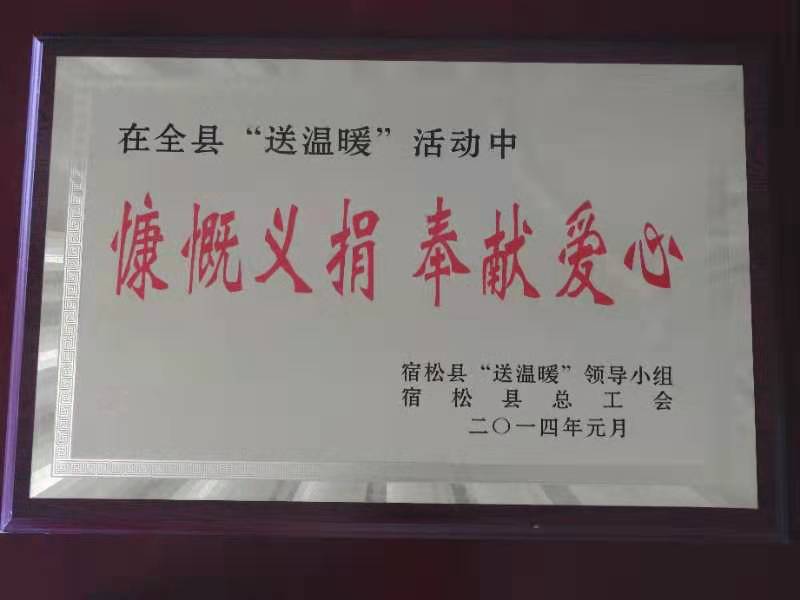 在全县“送温暖”活动中
慷慨义捐 奉献爱心
宿松县“送温暖”领导小组
宿松县总工会
二〇一四年元月